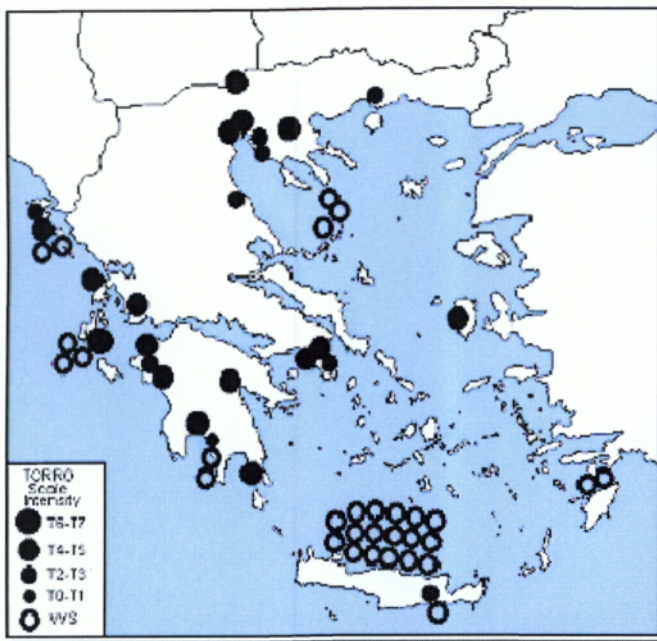 TORRO
Scale
Intensity
T6-T7
T4-T5
T2-T3
T0-T1
WS